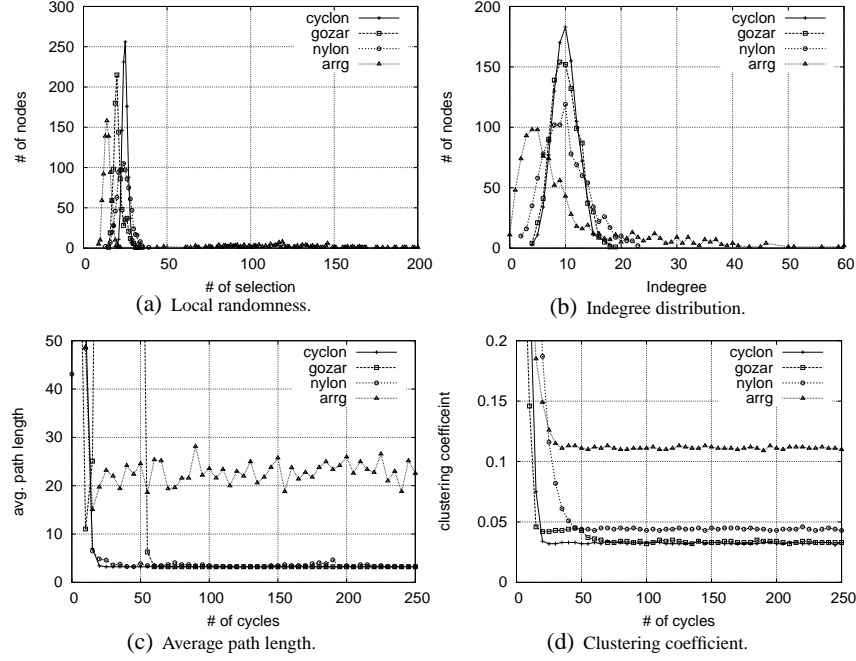 300
250
200
150
100
50
0
# of nodes
0
50
100
150
200
# of selection
cyclon
gozar
nylon
arrg
(a) Local randomness.
200
150
100
50
0
# of nodes
0
10
20
30
40
50
60
Indegree
cyclon
gozar
nylon
arrg
(b) Indegree distribution.
50
40
30
20
10
0
avg. path length
0
50
100
150
200
250
# of cycles
cyclon
gozar
nylon
arrg
(c) Average path length.
0.2
0.15
0.1
0.05
0
clustering coefficeint
0
50
100
150
200
250
# of cycles
cyclon
gozar
nylon
arrg
(d) Clustering coefficient.